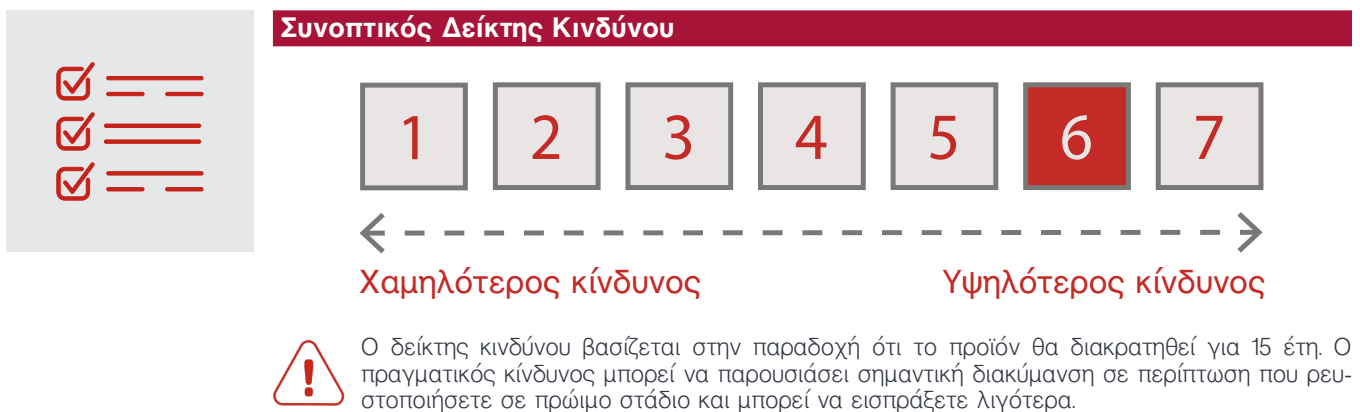 Συνοπτικός Δείκτης Κινδύνου
1 2 3 4 5 6 7
Χαμηλότερος κίνδυνος Υψηλότερος κίνδυνος
Ο δείκτης κινδύνου βασίζεται στην παραδοχή ότι το προϊόν θα διακρατηθεί για 15 έτη. Ο
πραγματικός κίνδυνος μπορεί να παρουσιάσει σημαντική διακύμανση σε περίπτωση που ρευ-
στοποιήσετε σε πρώιμο στάδιο και μπορεί να εισπράξετε λιγότερα.